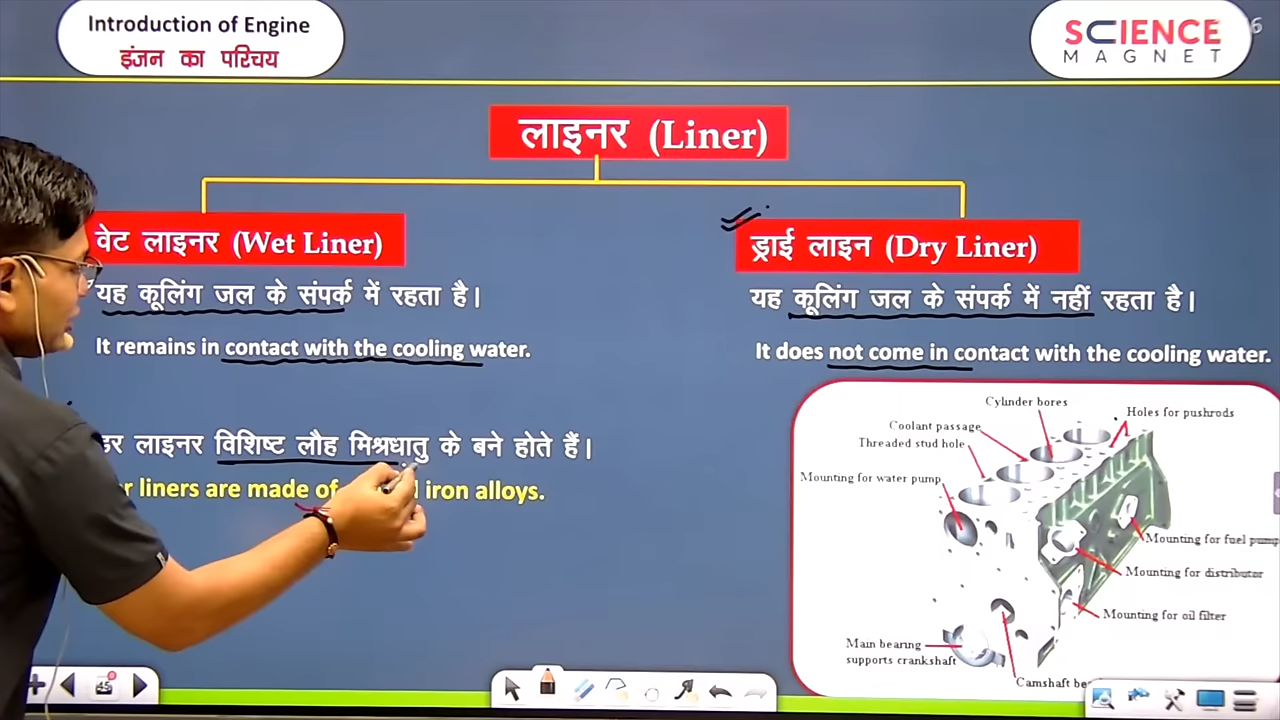 Introduction of Engine
इंजन का परिचय
SCIENCE
MAGNET
6
लाइनर (Liner)
वेट लाइनर (Wet Liner)
यह कूलिंग जल के संपर्क में रहता है।
It remains in contact with the cooling water.
लाइनर विशिष्ट लौह मिश्रधातु के बने होते हैं।
liners are made of iron alloys.
ड्राई लाइन (Dry Liner)
यह कूलिंग जल के संपर्क में नहीं रहता है।
It does not come in contact with the cooling water.
Cylinder bores
Holes for pushrods
Coolant passage
Threaded stud hole
Mounting for water pump
Mounting for fuel pump
Mounting for distributor
Mounting for oil filter
Main bearing
supports crankshaft
Camshaft
45